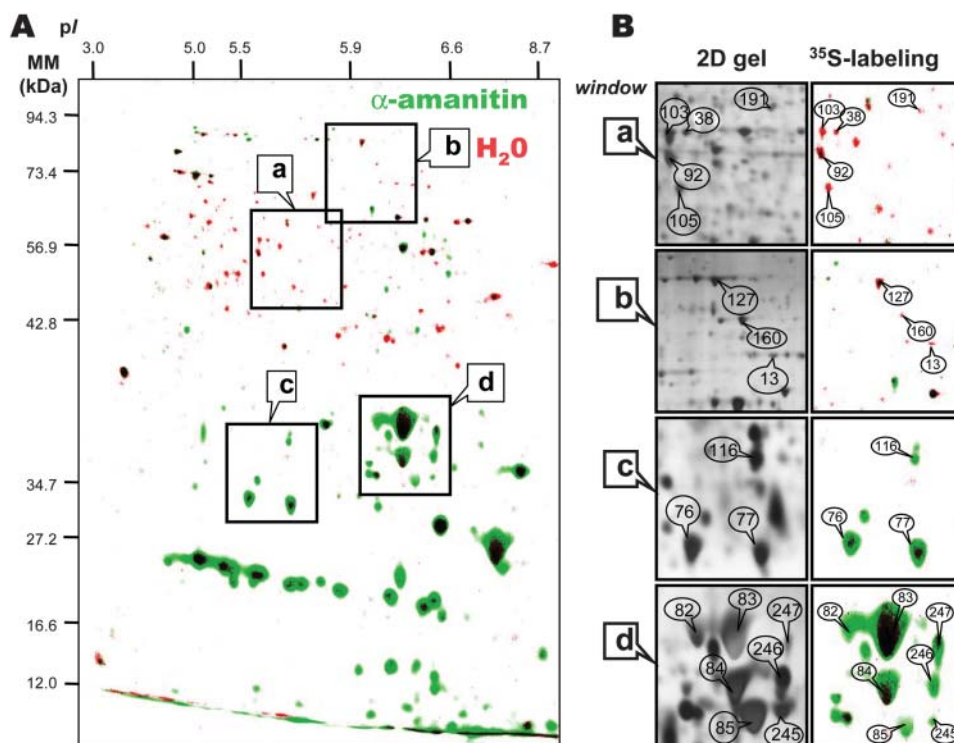 A pI
3.0 5.0 5.5 5.9 6.6 8.7
MM
(kDa)
94.3
73.4
56.9
42.8
34.7
27.2
16.6
12.0
α-amanitin
H₂0
a
b
c
d
B
2D gel ³⁵S-labeling
window
a
103 38 191
92
105
103 38 191
92
105
b
127
160
13
127
160
13
c
116
76 77
116
76 77
d
82 83 247
84 246
85 245
82 83 247
84 246
85 245